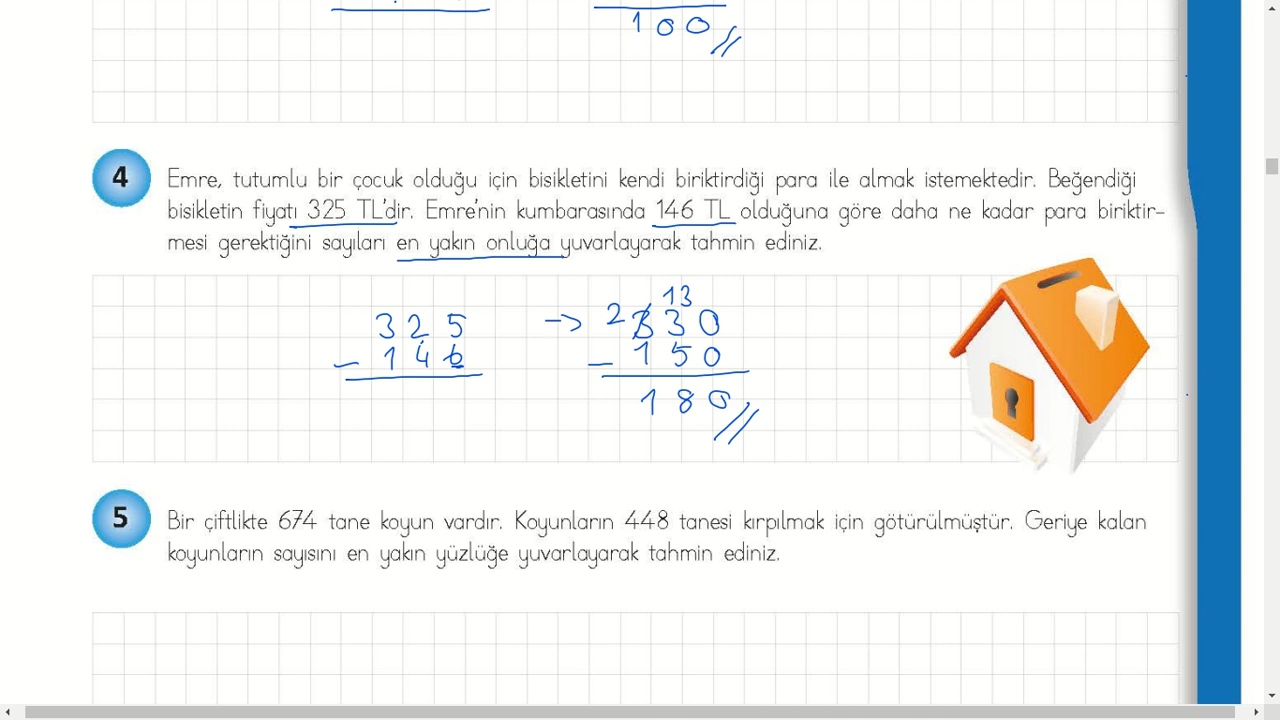 100
4
Emre, tutumlu bir çocuk olduğu için bisikletini kendi biriktirdiği para ile almak istemektedir. Beğendiği
bisikletin fiyatı 325 TL'dir. Emre'nin kumbarasında 146 TL olduğuna göre daha ne kadar para biriktir-
mesi gerektiğini sayıları en yakın onluğa yuvarlayarak tahmin ediniz.
13
325 -> 2 330
- 146 - 150
180
5
Bir çiftlikte 674 tane koyun vardır. Koyunların 448 tanesi kırpılmak için götürülmüştür. Geriye kalan
koyunların sayısını en yakın yüzlüğe yuvarlayarak tahmin ediniz.